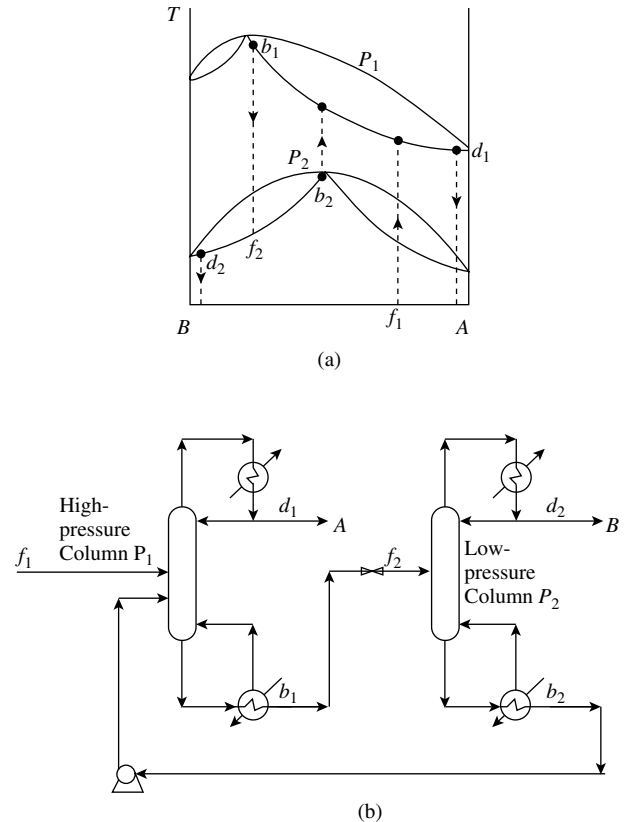 T
b₁
P₁
d₁
P₂
b₂
f₂
d₂
B
f₁
A
(a)
High-
pressure
Column P₁
f₁
d₁
A
b₁
f₂
d₂
B
Low-
pressure
Column P₂
b₂
(b)